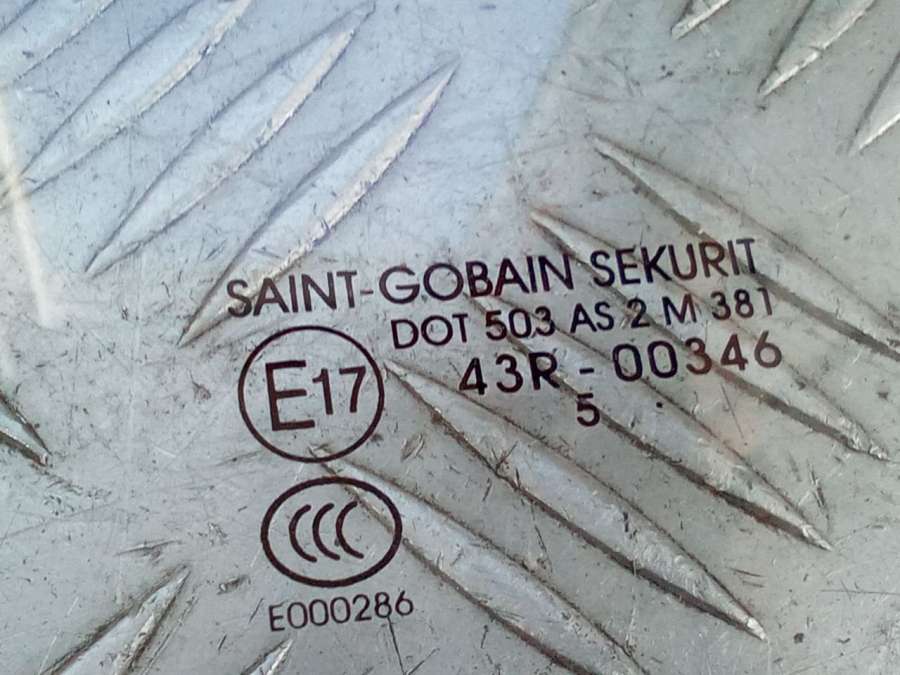 SAINT-GOBAIN SEKURIT
DOT 503 AS 2 M 381
43R - 00346
5 .
E17
CCC
E000286